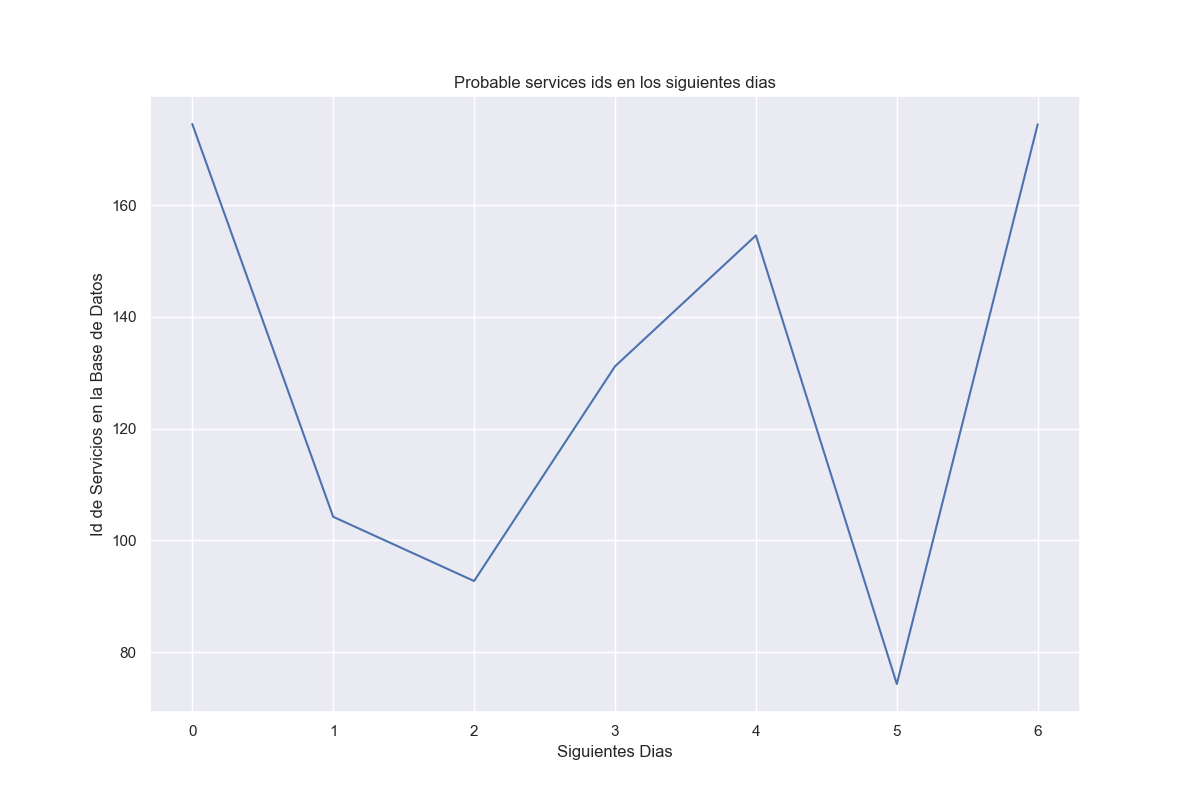 Probable services ids en los siguientes dias
Id de Servicios en la Base de Datos
160
140
120
100
80
0 1 2 3 4 5 6
Siguientes Dias